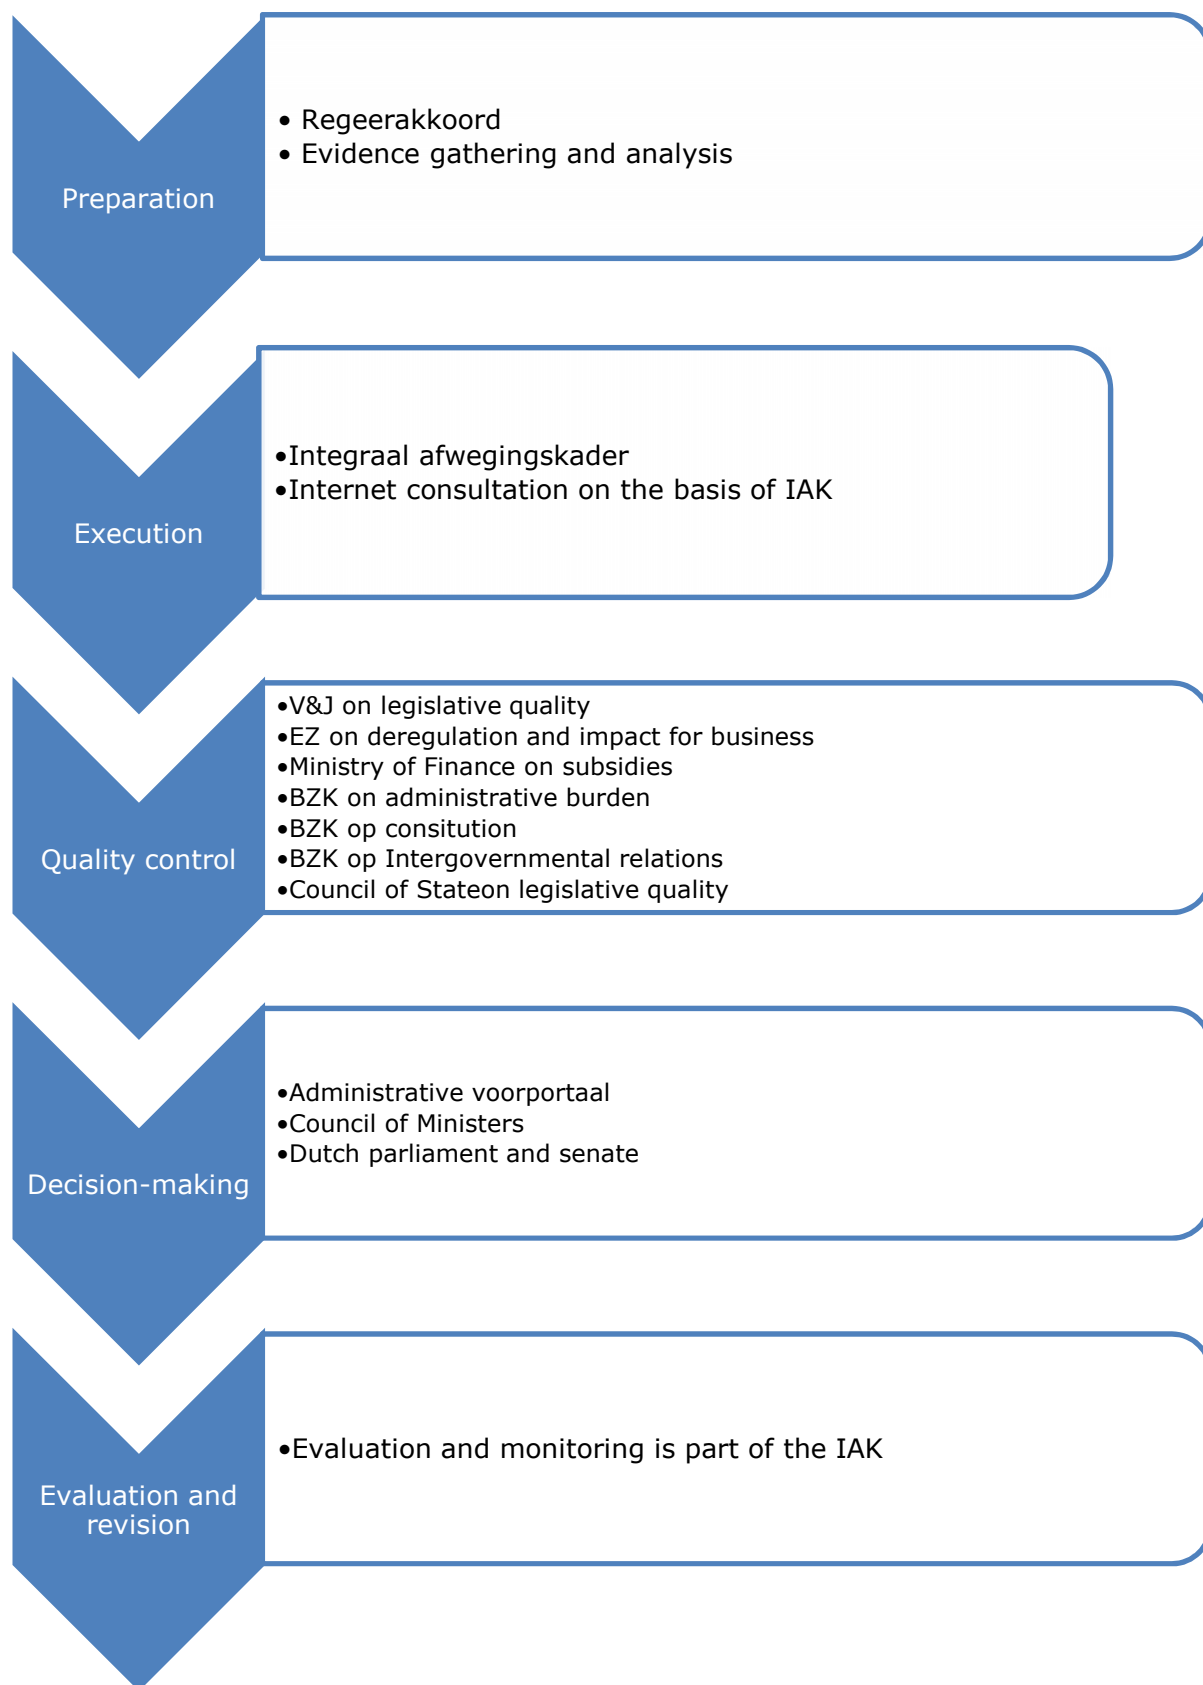 Preparation
• Regeerakkoord
• Evidence gathering and analysis
Execution
•Integraal afwegingskader
•Internet consultation on the basis of IAK
Quality control
•V&J on legislative quality
•EZ on deregulation and impact for business
•Ministry of Finance on subsidies
•BZK on administrative burden
•BZK op consitution
•BZK op Intergovernmental relations
•Council of Stateon legislative quality
Decision-making
•Administrative voorportaal
•Council of Ministers
•Dutch parliament and senate
Evaluation and
revision
•Evaluation and monitoring is part of the IAK